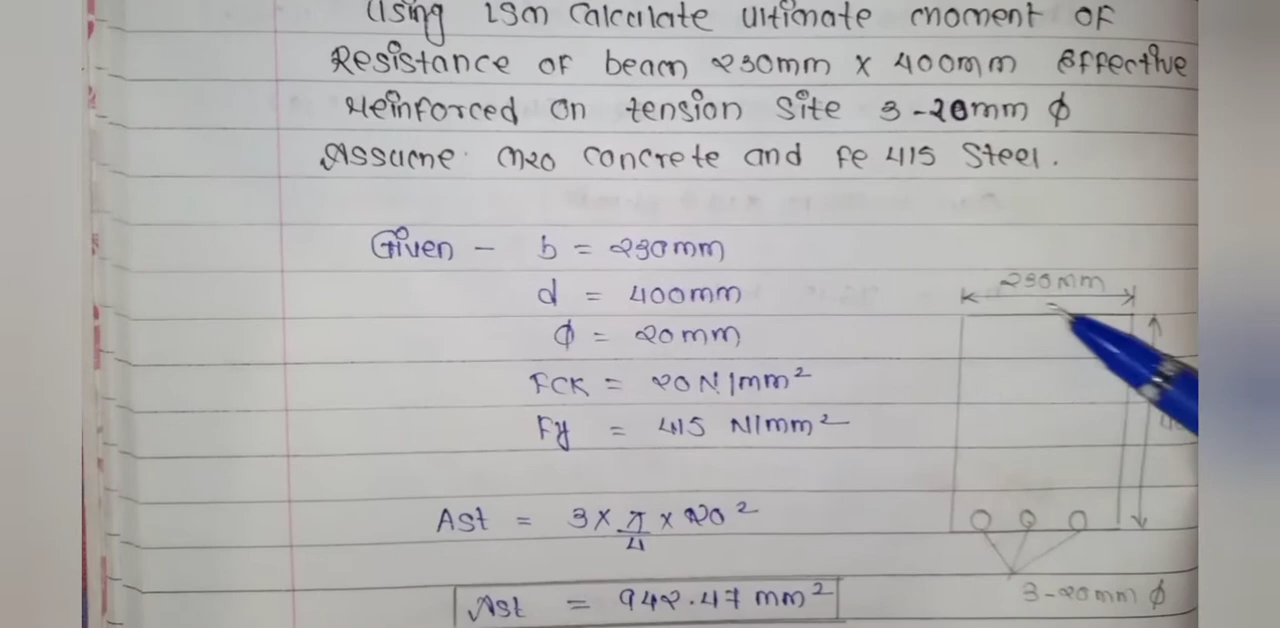 Using LSM Calculate Ultimate moment OF
Resistance OF beam 230mm x 400mm Effective
Reinforced On tension Site 3-20mm ϕ
Assume M20 Concrete and Fe 415 Steel.
Given - b = 230mm
d = 400mm
ϕ = 20mm
FCK = 20N/mm²
Fy = 415 N/mm²
Ast = 3 x π/4 x 20²
Ast = 942.47 mm²
230mm
3-20mm ϕ